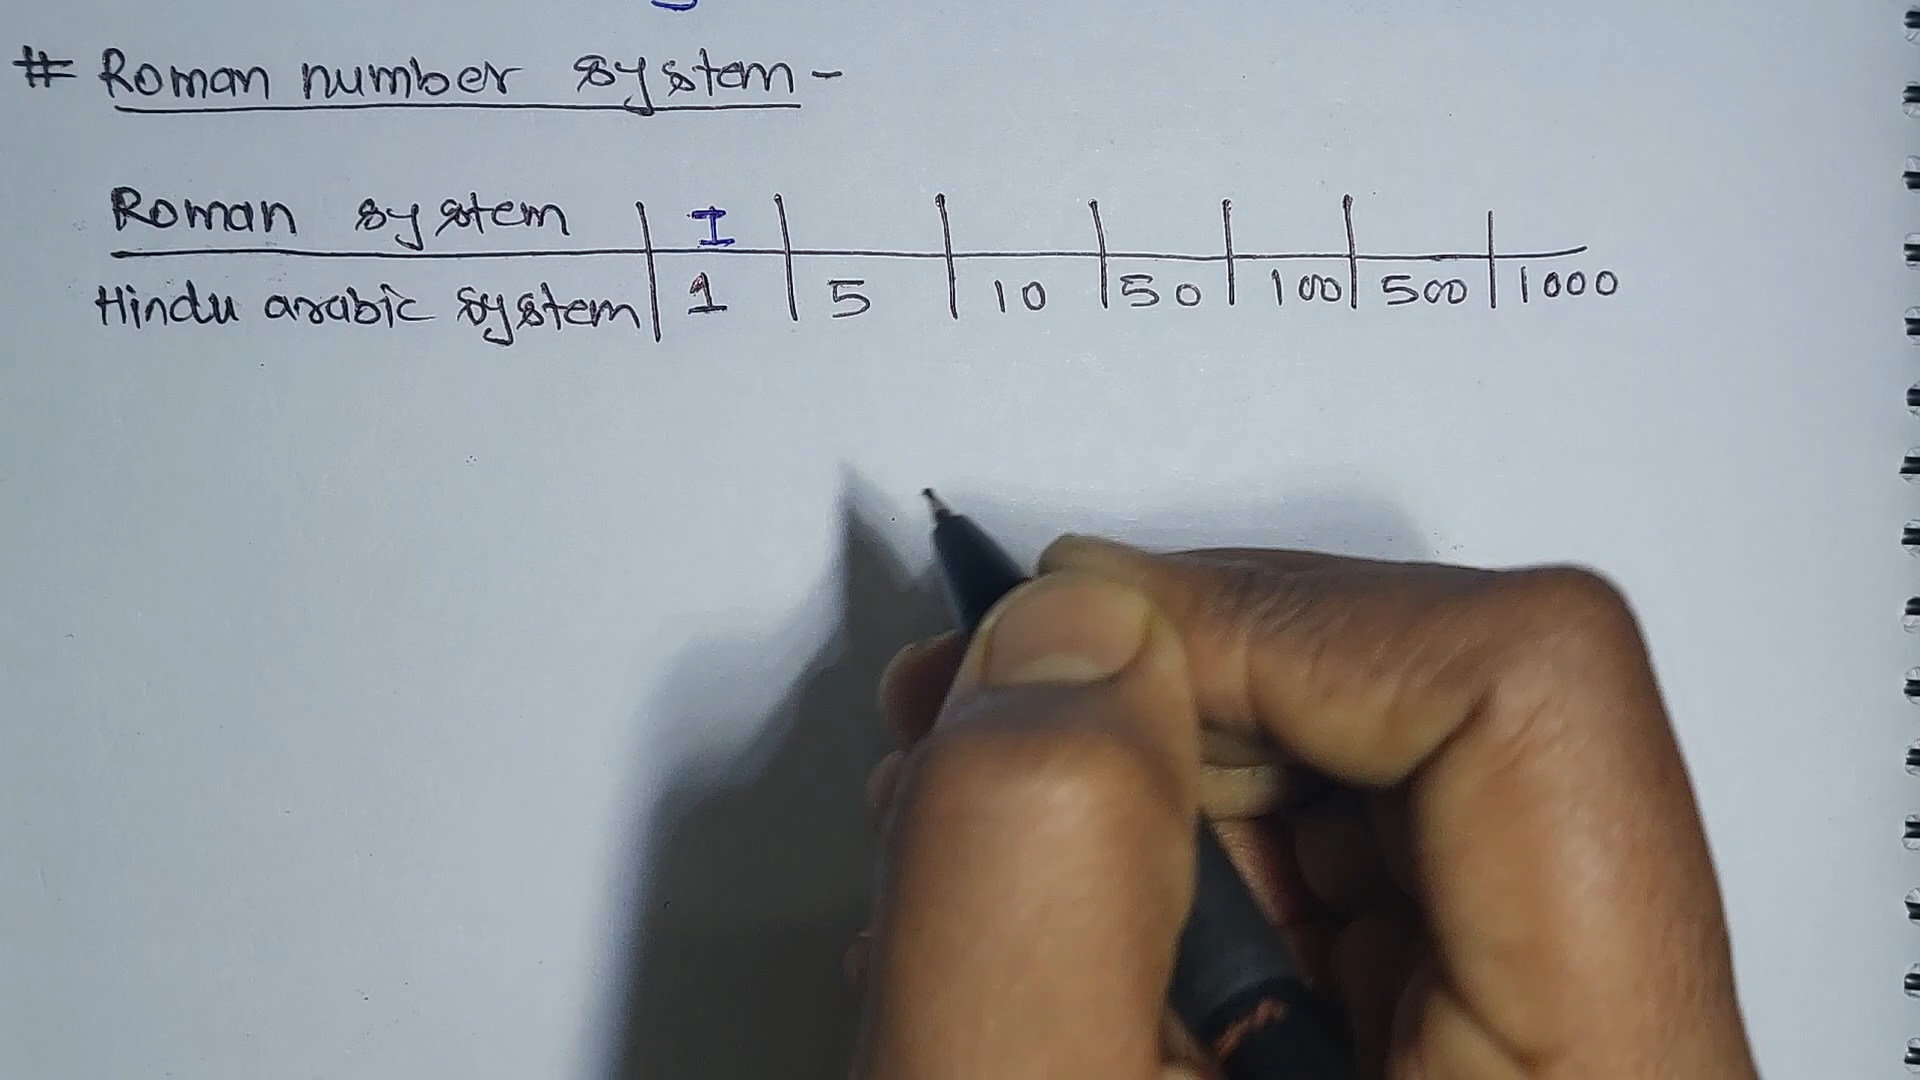 # Roman number system -
Roman system | I | | | | | |
Hindu arabic system | 1 | 5 | 10 | 50 | 100 | 500 | 1000